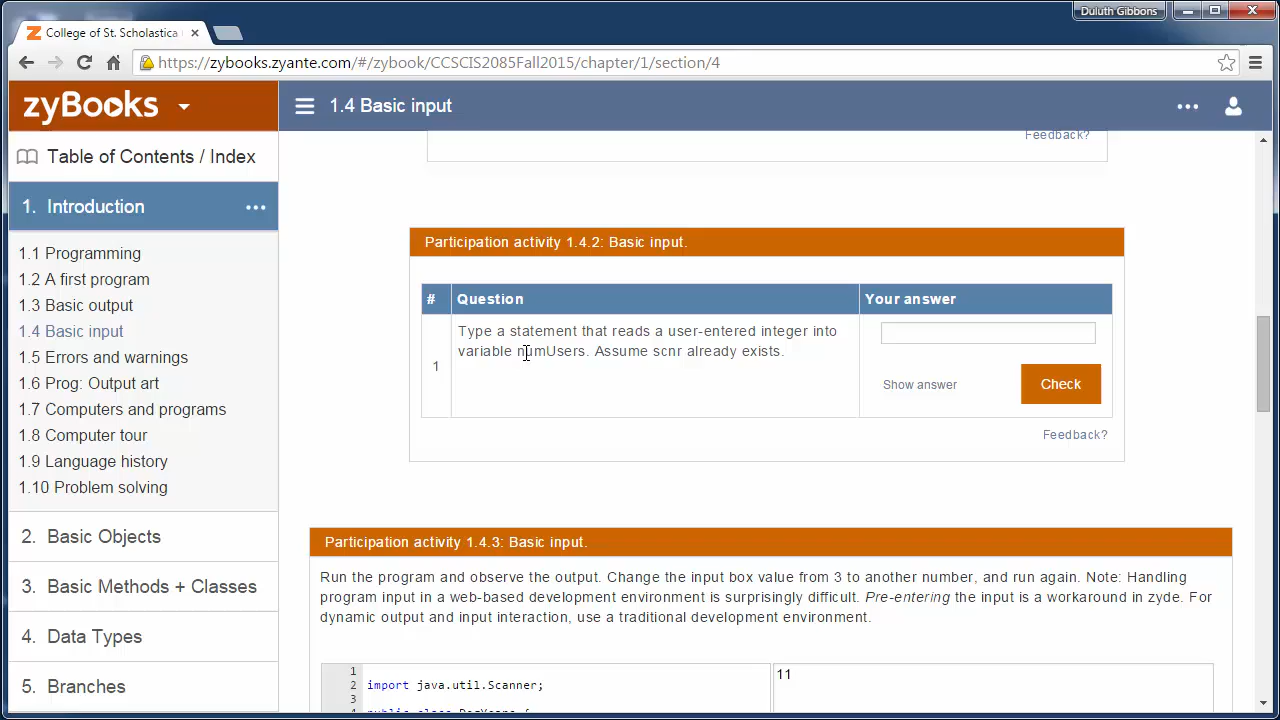 Duluth Gibbons
College of St. Scholastica
https://zybooks.zyante.com/#/zybook/CCSCIS2085Fall2015/chapter/1/section/4
zyBooks
1.4 Basic input
Table of Contents / Index
1. Introduction
1.1 Programming
1.2 A first program
1.3 Basic output
1.4 Basic input
1.5 Errors and warnings
1.6 Prog: Output art
1.7 Computers and programs
1.8 Computer tour
1.9 Language history
1.10 Problem solving
2. Basic Objects
3. Basic Methods + Classes
4. Data Types
5. Branches
Feedback?
Participation activity 1.4.2: Basic input.
# Question Your answer
1
Type a statement that reads a user-entered integer into
variable numUsers. Assume scnr already exists.
Show answer
Check
Feedback?
Participation activity 1.4.3: Basic input.
Run the program and observe the output. Change the input box value from 3 to another number, and run again. Note: Handling
program input in a web-based development environment is surprisingly difficult. Pre-entering the input is a workaround in zyde. For
dynamic output and input interaction, use a traditional development environment.
1
2 import java.util.Scanner;
3
4 public class DogYears {
11